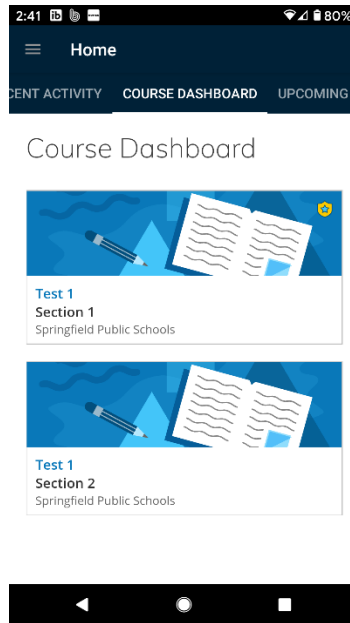 2:41 80%
Home
CENT ACTIVITY COURSE DASHBOARD UPCOMING
Course Dashboard
Test 1
Section 1
Springfield Public Schools
Test 1
Section 2
Springfield Public Schools